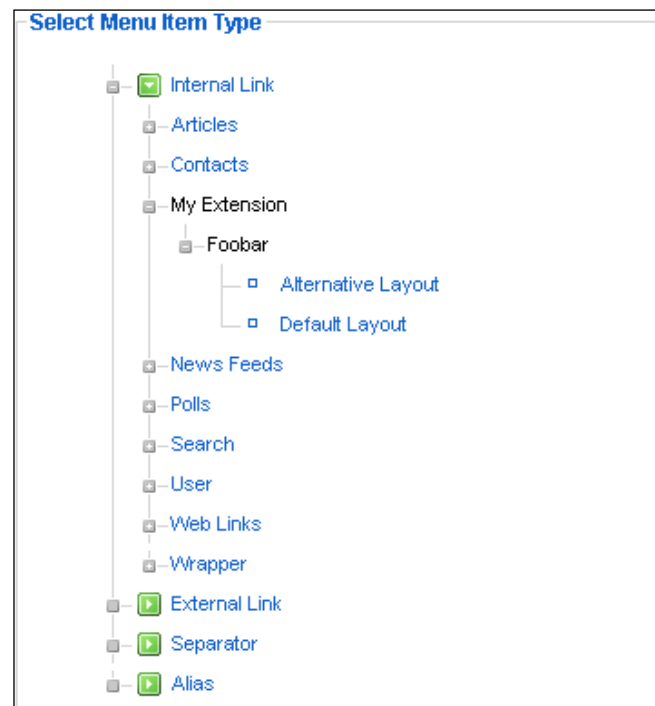 Select Menu Item Type
Internal Link
Articles
Contacts
My Extension
Foobar
Alternative Layout
Default Layout
News Feeds
Polls
Search
User
Web Links
Wrapper
External Link
Separator
Alias